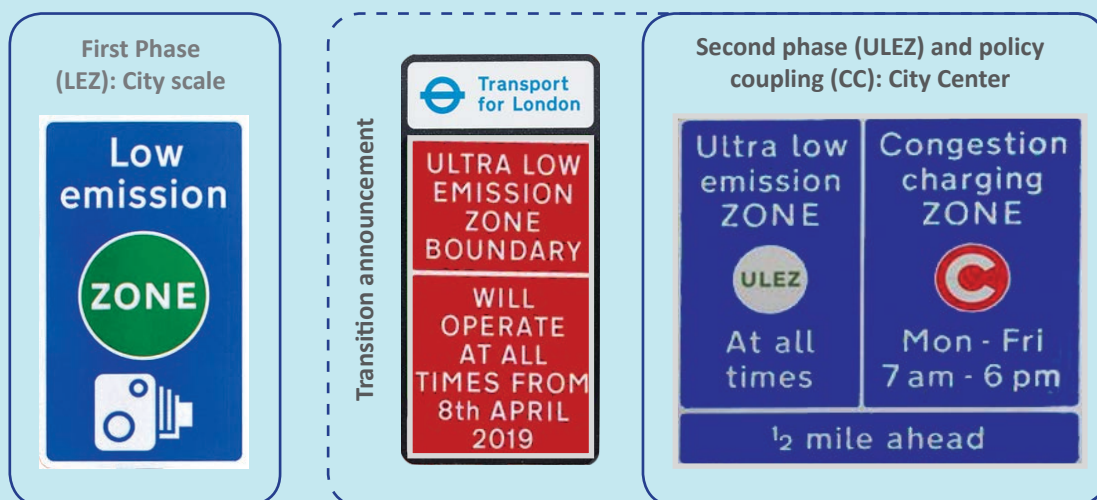 First Phase
(LEZ): City scale
Low
emission
ZONE
Transition announcement
Transport
for London
ULTRA LOW
EMISSION
ZONE
BOUNDARY
WILL
OPERATE
AT ALL
TIMES FROM
8th APRIL
2019
Second phase (ULEZ) and policy
coupling (CC): City Center
Ultra low
emission
ZONE
ULEZ
At all
times
Congestion
charging
ZONE
C
Mon - Fri
7 am - 6 pm
½ mile ahead